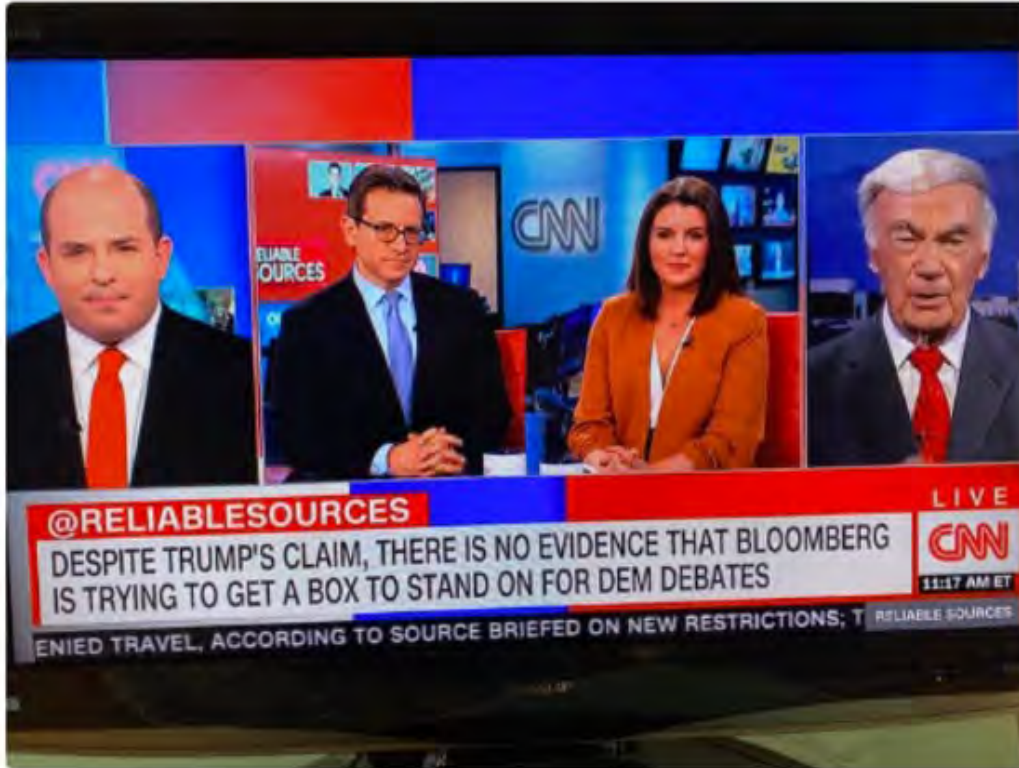 CNN
ELIABLE
OURCES
CNN
@RELIABLESOURCES
DESPITE TRUMP'S CLAIM, THERE IS NO EVIDENCE THAT BLOOMBERG
IS TRYING TO GET A BOX TO STAND ON FOR DEM DEBATES
LIVE
CNN
11:17 AM ET
ENIED TRAVEL, ACCORDING TO SOURCE BRIEFED ON NEW RESTRICTIONS; T
RELIABLE SOURCES